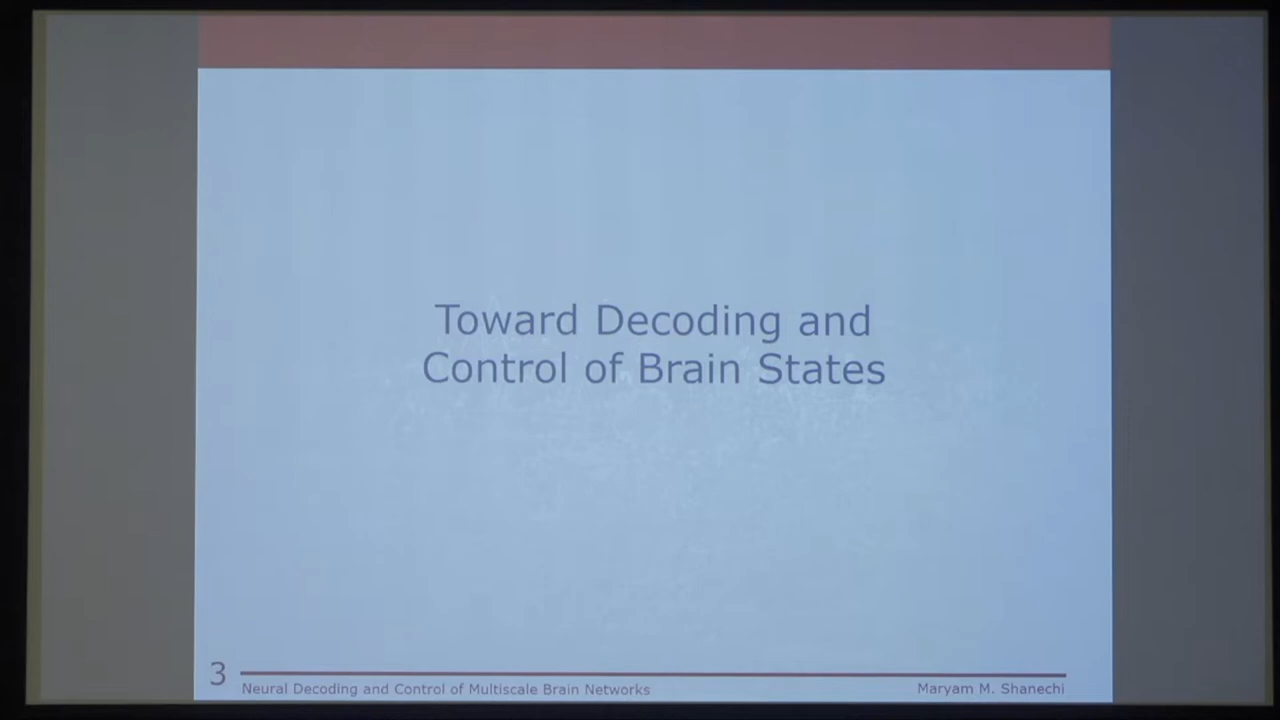 Toward Decoding and
Control of Brain States
3
Neural Decoding and Control of Multiscale Brain Networks
Maryam M. Shanechi